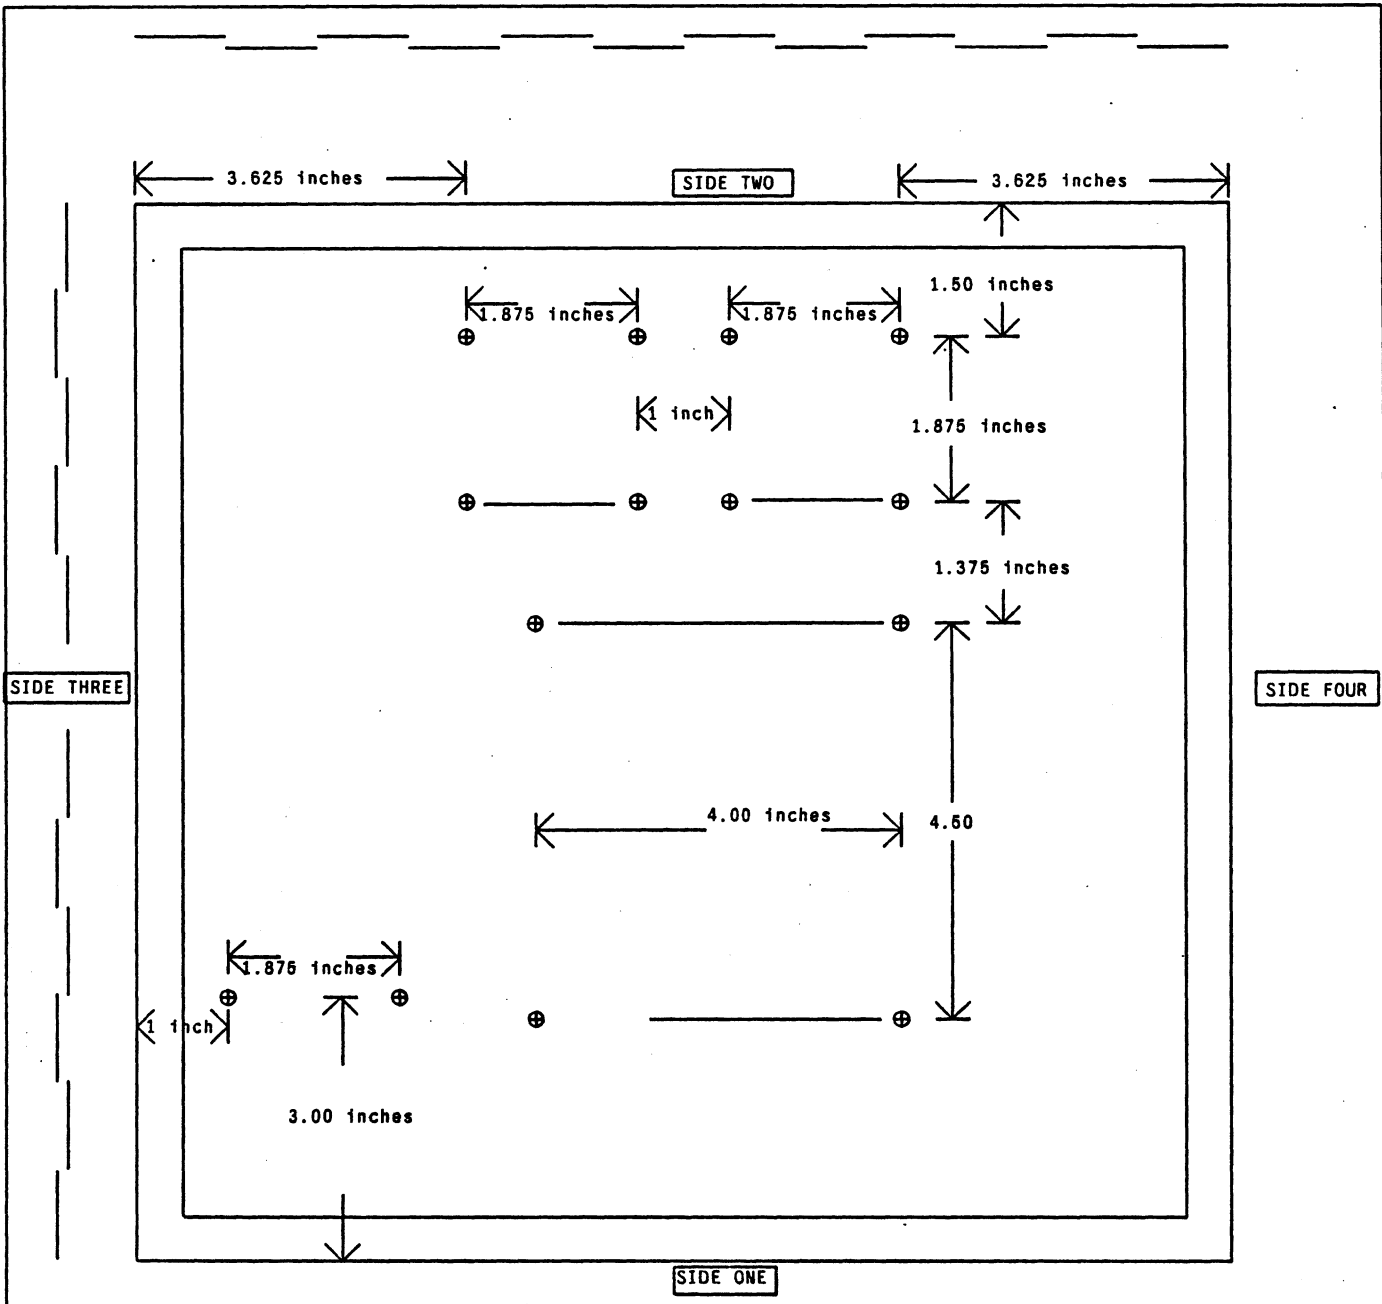 3.625 inches
SIDE TWO
3.625 inches
1.50 inches
1.875 inches
1.875 inches
1 inch
1.875 inches
1.375 inches
SIDE THREE
SIDE FOUR
4.00 inches
4.50
1.875 inches
1 inch
3.00 inches
SIDE ONE